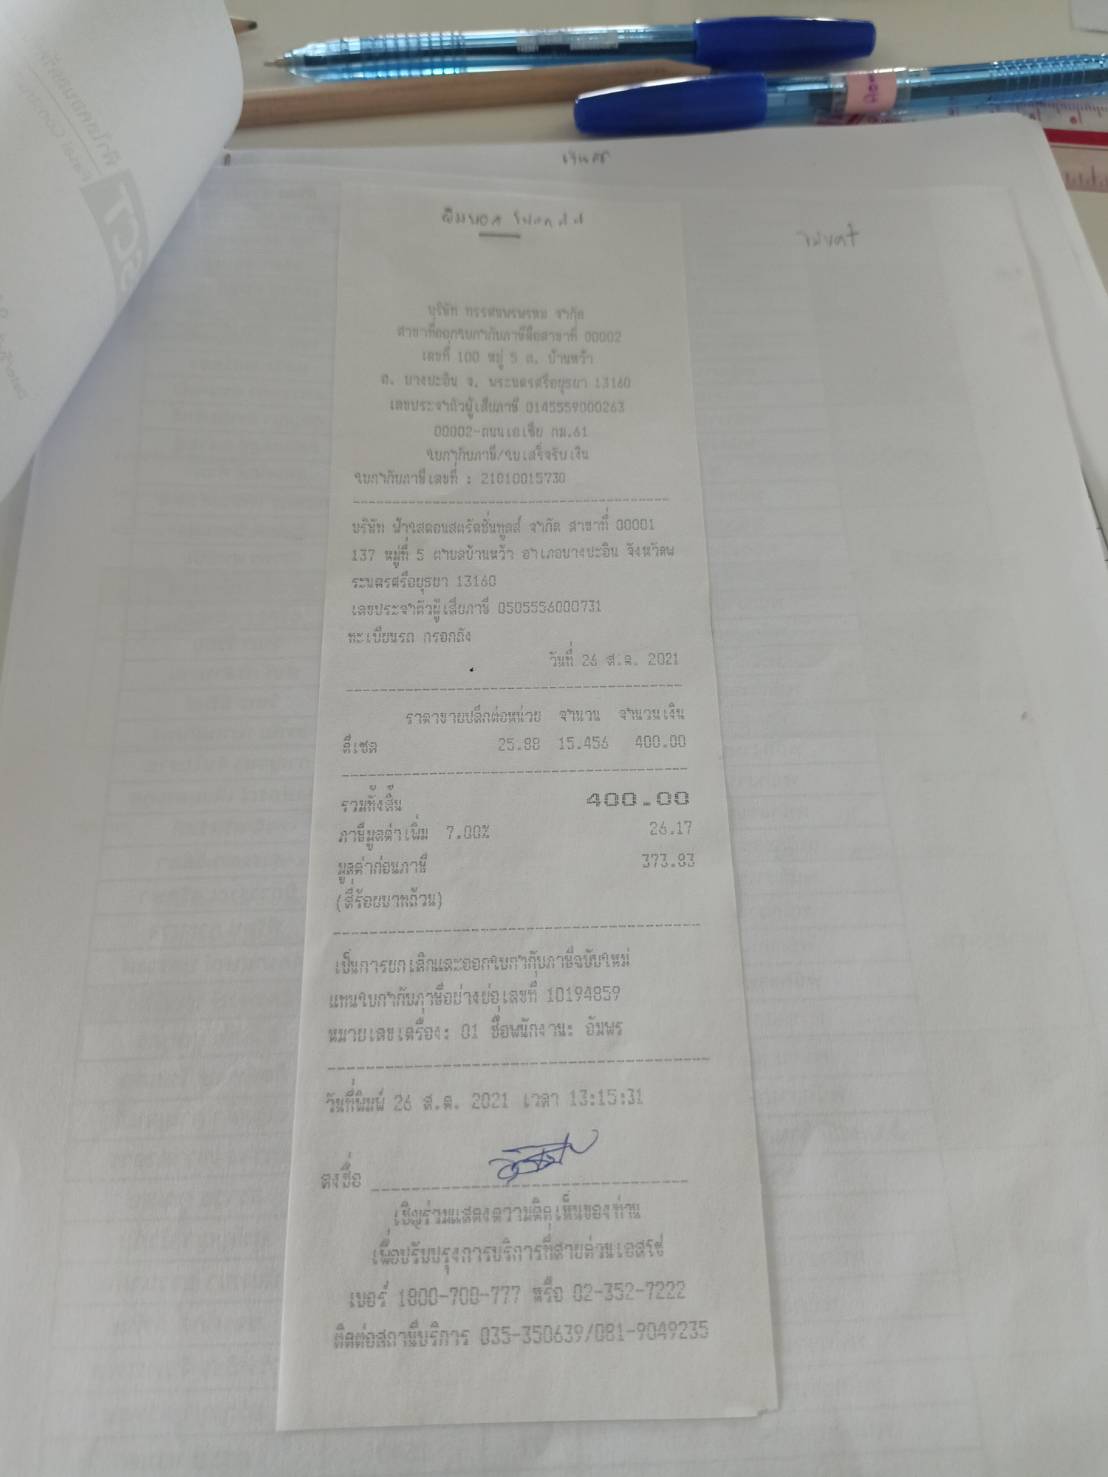 บริษัท ทรรศชนพรหม จำกัด
สาขาที่ออกใบกำกับภาษีคือสาขาที่ 00002
เลขที่ 100 หมู่ 5 ต. บ้านหว้า
อ. บางปะอิน จ. พระนครศรีอยุธยา 13160
เลขประจำตัวผู้เสียภาษี 0145559000263
00002-ถนนเอเซีย กม.61
ใบกำกับภาษี/ใบเสร็จรับเงิน
ใบกำกับภาษีเลขที่ : 21010015730
บริษัท ฟ้าใสคอนสตรัคชั่นทูลส์ จำกัด สาขาที่ 00001
137 หมู่ที่ 5 ตำบลบ้านหว้า อำเภอบางปะอิน จังหวัดพ
ระนครศรีอยุธยา 13160
เลขประจำตัวผู้เสียภาษี 0505556000731
ทะเบียนรถ กรอกถัง
วันที่ 26 ส.ค. 2021
ราคาขายปลีกต่อหน่วย จำนวน จำนวนเงิน
ดีเซล 25.88 15.456 400.00
รวมทั้งสิ้น 400.00
ภาษีมูลค่าเพิ่ม 7.00% 26.17
มูลค่าก่อนภาษี 373.83
(สี่ร้อยบาทถ้วน)
เป็นการยกเลิกและออกใบกำกับภาษีฉบับใหม่
แทนใบกำกับภาษีอย่างย่อเลขที่ 10194859
หมายเลขเครื่อง: 01 ชื่อพนักงาน: อัมพร
วันที่พิมพ์ 26 ส.ค. 2021 เวลา 13:15:31
ลงชื่อ
เชิญร่วมแสดงความคิดเห็นของท่าน
เพื่อปรับปรุงการบริการที่สายด่วนเอสโซ่
เบอร์ 1800-700-777 หรือ 02-352-7222
ติดต่อสถานีบริการ 035-350639/081-9049235